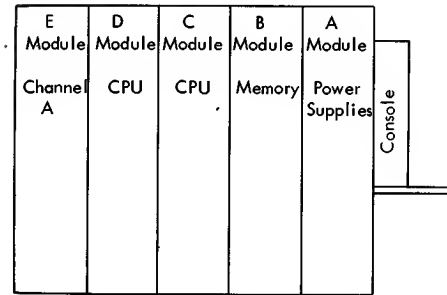 E D C B A
Module Module Module Module Module
Channel CPU CPU Memory Power
A Supplies
Console